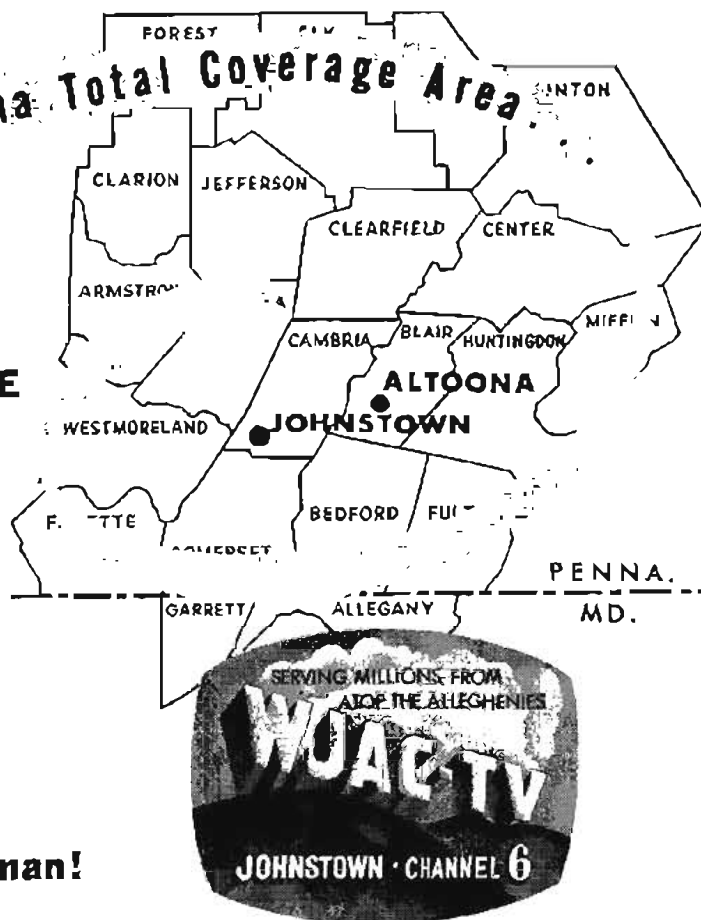 FOREST
Total Coverage Area...
CLARION JEFFERSON
CLEARFIELD CENTER
CAMBRIA BLAIR HUNTINGDON
ALTOONA
JOHNSTOWN
WESTMORELAND
BEDFORD
PENNA.
GARRETT ALLEGANY MD.
SERVING MILLIONS FROM
ATOP THE ALLEGHENIES
WJAC-TV
JOHNSTOWN · CHANNEL 6